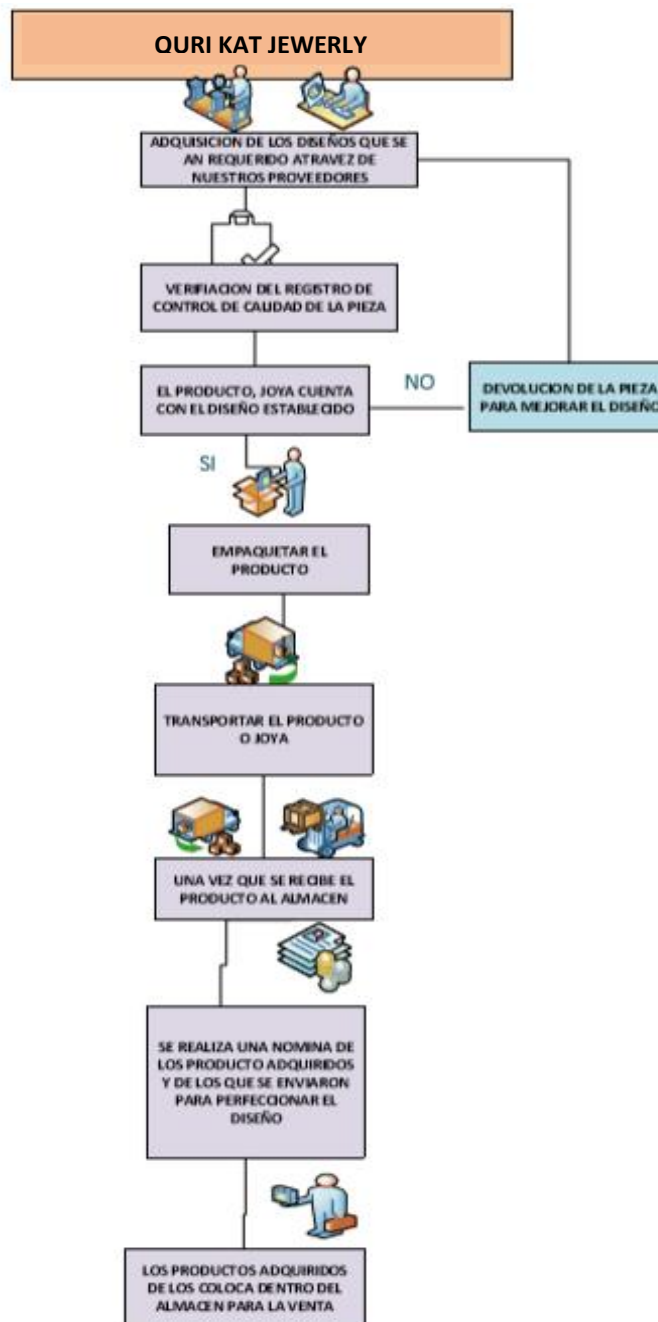 QURI KAT JEWERLY
ADQUISICION DE LOS DISEÑOS QUE SE
AN REQUERIDO ATRAVEZ DE
NUESTROS PROVEEDORES
VERIFIACION DEL REGISTRO DE
CONTROL DE CALIDAD DE LA PIEZA
EL PRODUCTO, JOYA CUENTA
CON EL DISEÑO ESTABLECIDO
NO
DEVOLUCION DE LA PIEZA
PARA MEJORAR EL DISEÑO
SI
EMPAQUETAR EL
PRODUCTO
TRANSPORTAR EL PRODUCTO
O JOYA
UNA VEZ QUE SE RECIBE EL
PRODUCTO AL ALMACEN
SE REALIZA UNA NOMINA DE
LOS PRODUCTO ADQUIRIDOS
Y DE LOS QUE SE ENVIARON
PARA PERFECCIONAR EL
DISEÑO
LOS PRODUCTOS ADQUIRIDOS
DE LOS COLOCA DENTRO DEL
ALMACEN PARA LA VENTA